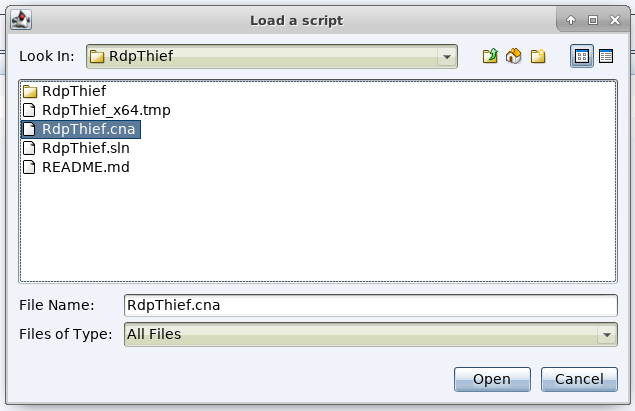 Load a script
Look In: RdpThief
RdpThief
RdpThief_x64.tmp
RdpThief.cna
RdpThief.sln
README.md
File Name: RdpThief.cna
Files of Type: All Files
Open Cancel